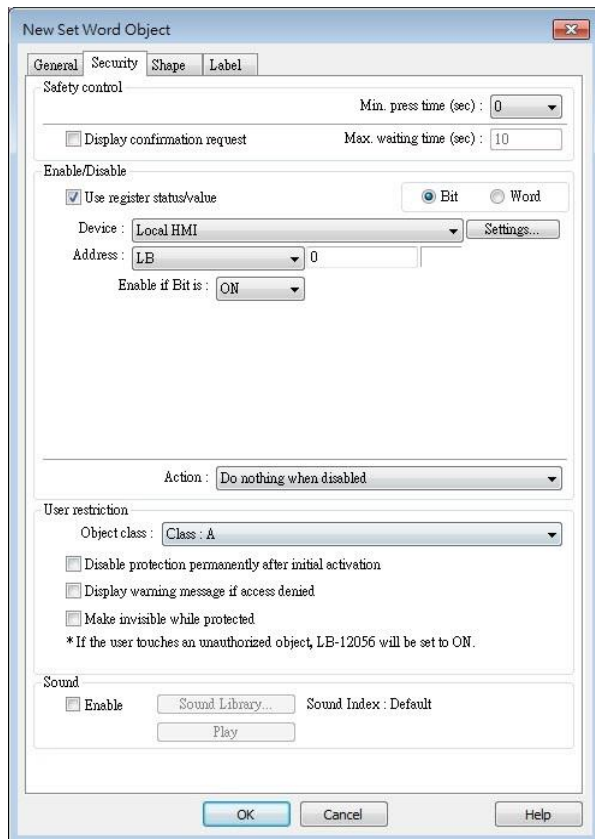 New Set Word Object
General Security Shape Label
Safety control
Min. press time (sec) : 0
Display confirmation request Max. waiting time (sec) : 10
Enable/Disable
Use register status/value Bit Word
Device : Local HMI Settings...
Address : LB 0
Enable if Bit is : ON
Action : Do nothing when disabled
User restriction
Object class : Class : A
Disable protection permanently after initial activation
Display warning message if access denied
Make invisible while protected
* If the user touches an unauthorized object, LB-12056 will be set to ON.
Sound
Enable Sound Library... Sound Index : Default
Play
OK Cancel Help